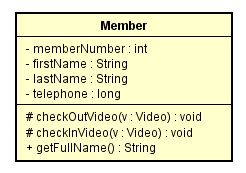 Member
- memberNumber : int
- firstName : String
- lastName : String
- telephone : long
# checkOutVideo(v : Video) : void
# checkInVideo(v : Video) : void
+ getFullName() : String